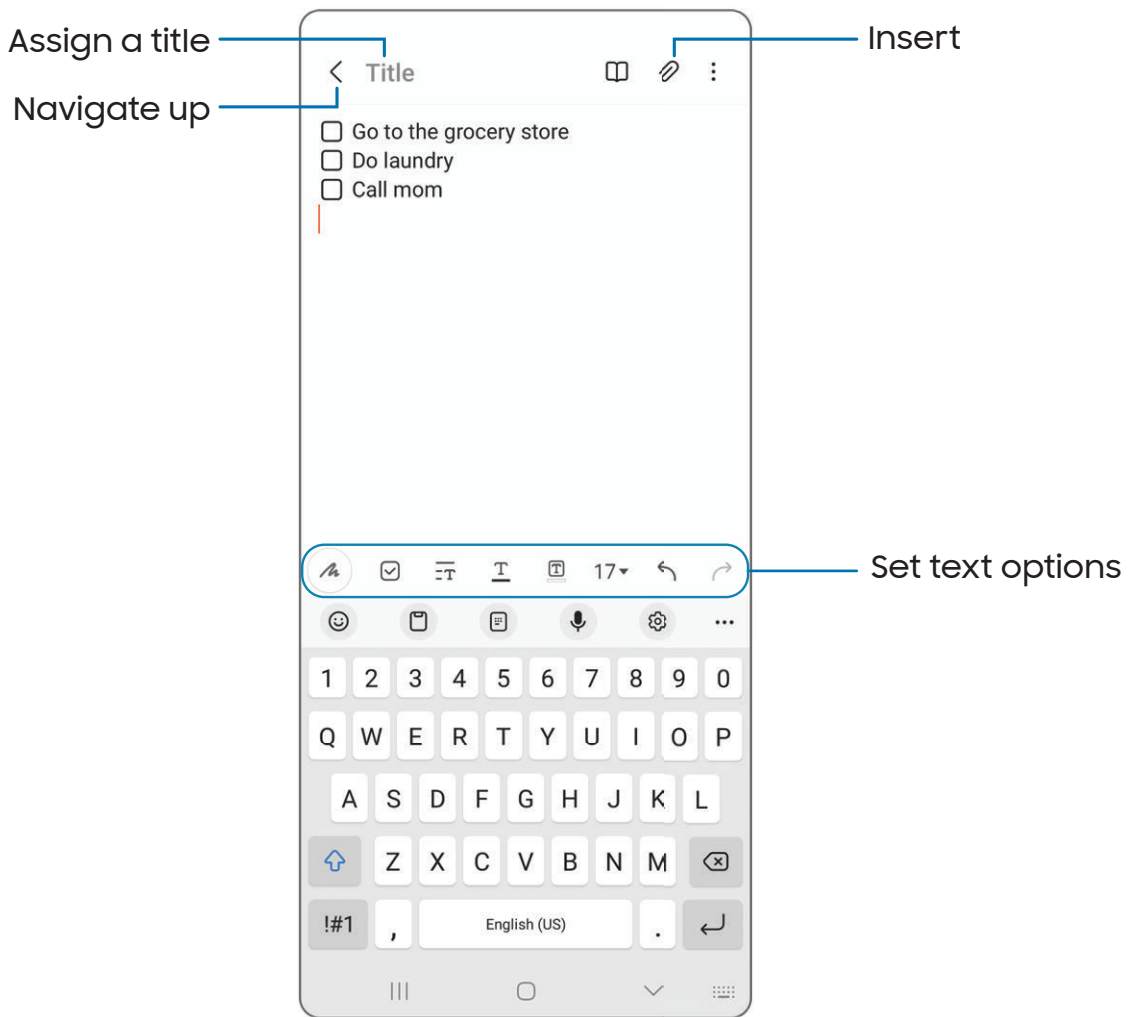 Assign a title
Insert
Title
Navigate up
Go to the grocery store
Do laundry
Call mom
T T T 17
Set text options
1 2 3 4 5 6 7 8 9 0
Q W E R T Y U I O P
A S D F G H J K L
Z X C V B N M
!#1 , English (US) .